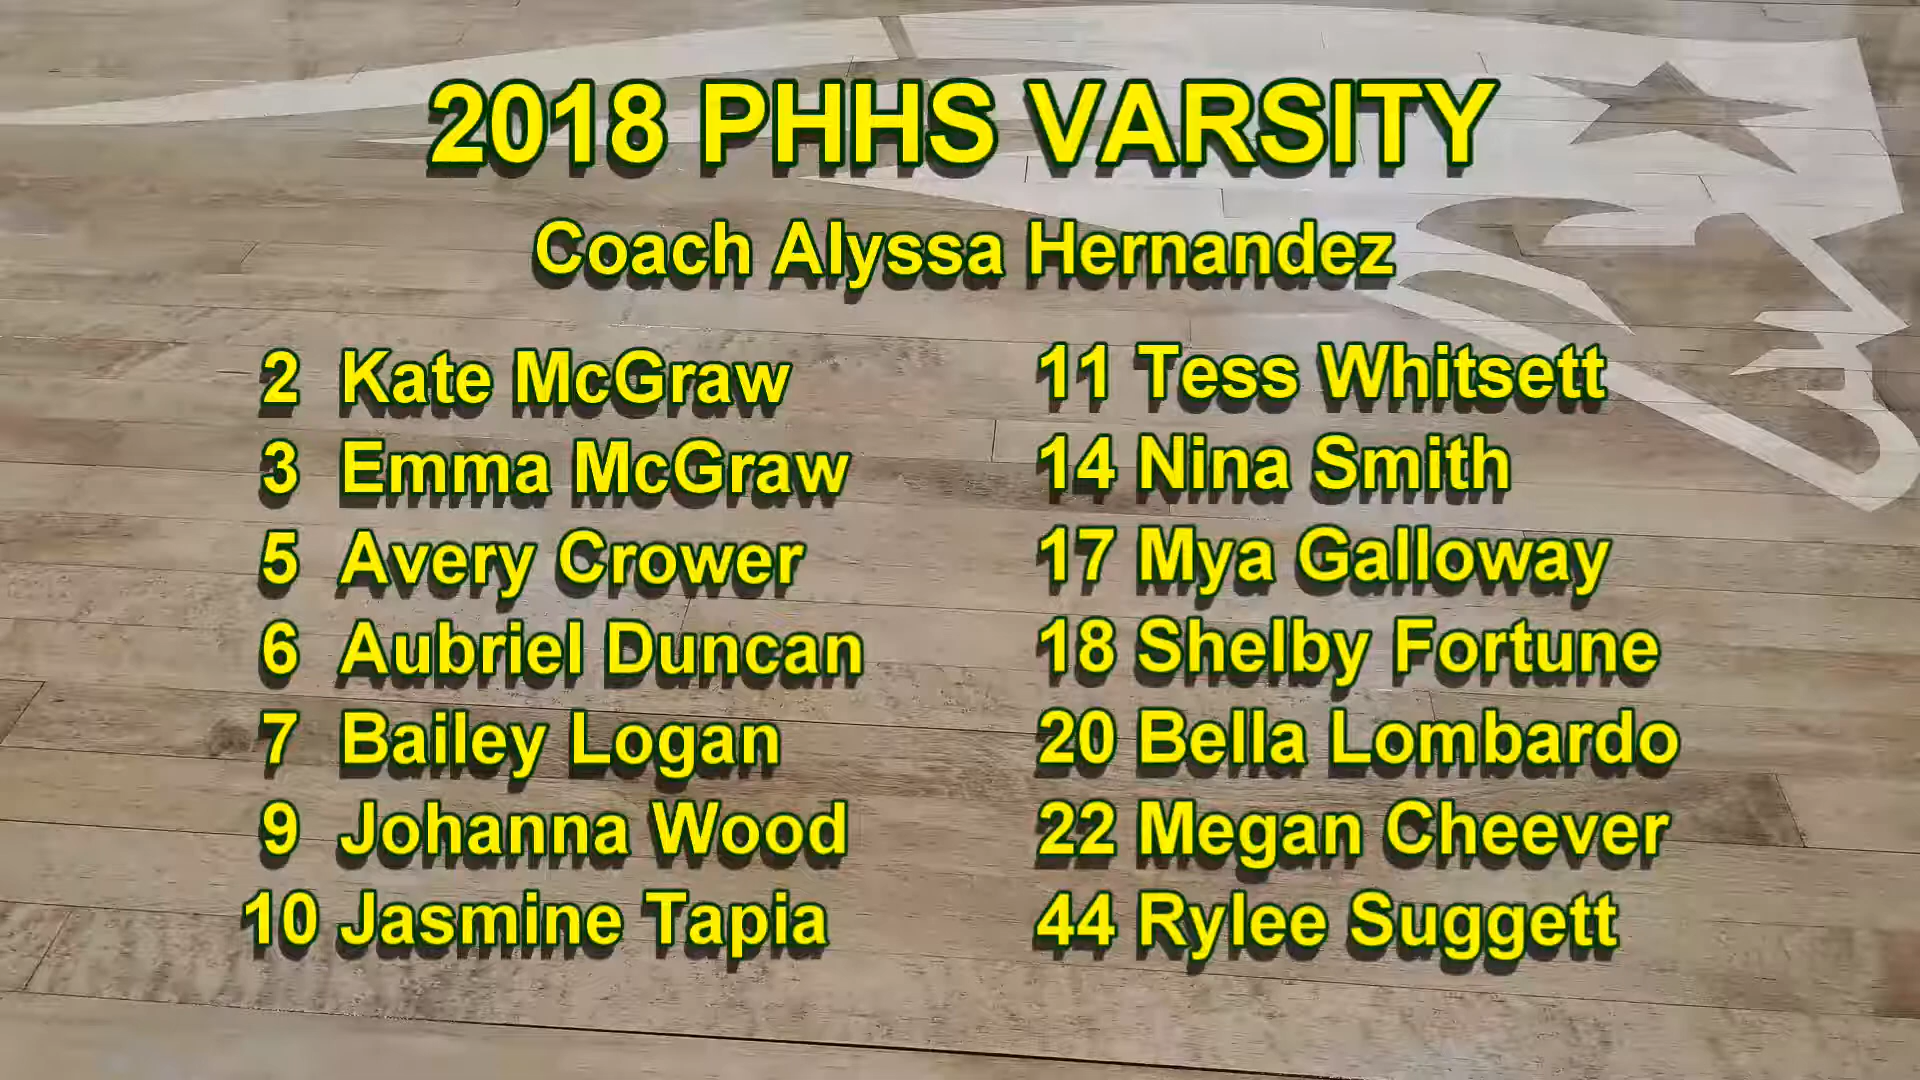 2018 PHHS VARSITY
Coach Alyssa Hernandez
2 Kate McGraw
3 Emma McGraw
5 Avery Crower
6 Aubriel Duncan
7 Bailey Logan
9 Johanna Wood
10 Jasmine Tapia
11 Tess Whitsett
14 Nina Smith
17 Mya Galloway
18 Shelby Fortune
20 Bella Lombardo
22 Megan Cheever
44 Rylee Suggett